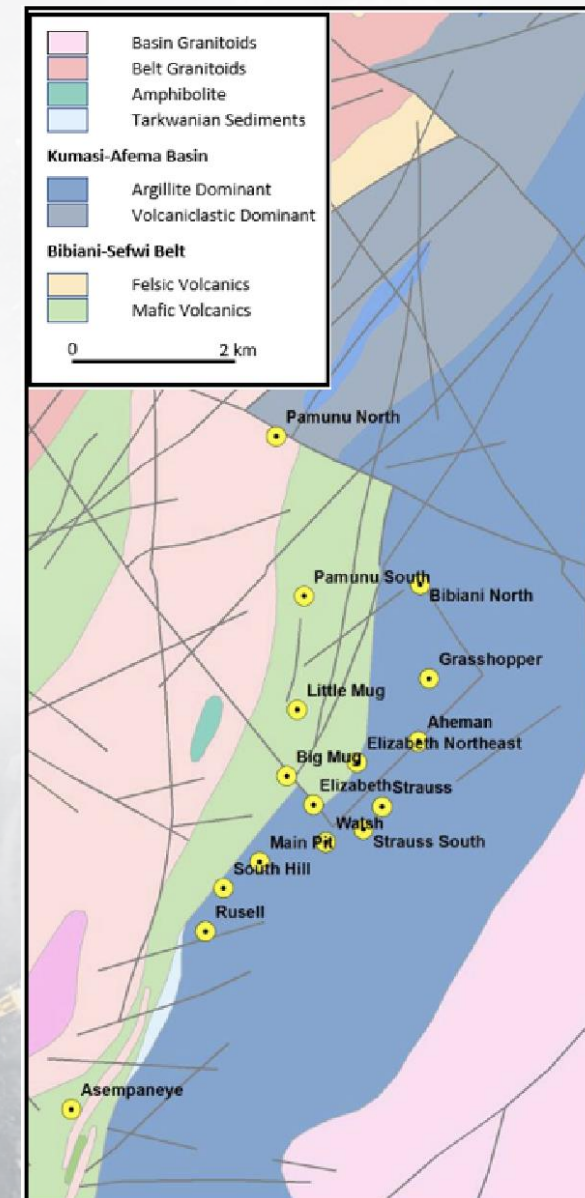 Basin Granitoids
Belt Granitoids
Amphibolite
Tarkwanian Sediments
Kumasi-Afema Basin
Argillite Dominant
Volcaniclastic Dominant
Bibiani-Sefwi Belt
Felsic Volcanics
Mafic Volcanics
0 2 km
Pamunu North
Pamunu South
Bibiani North
Grasshopper
Little Mug
Aheman
Elizabeth Northeast
Big Mug
Elizabeth
Strauss
Walsh
Strauss South
Main Pit
South Hill
Rusell
Asempaneye